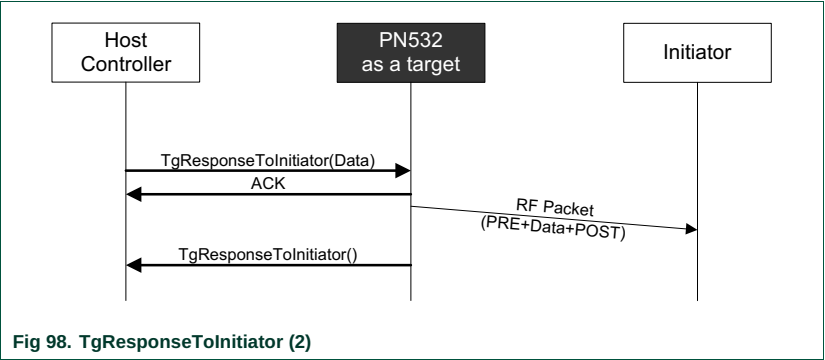 Host
Controller
PN532
as a target
Initiator
TgResponseToInitiator(Data)
ACK
RF Packet
(PRE+Data+POST)
TgResponseToInitiator()
Fig 98. TgResponseToInitiator (2)